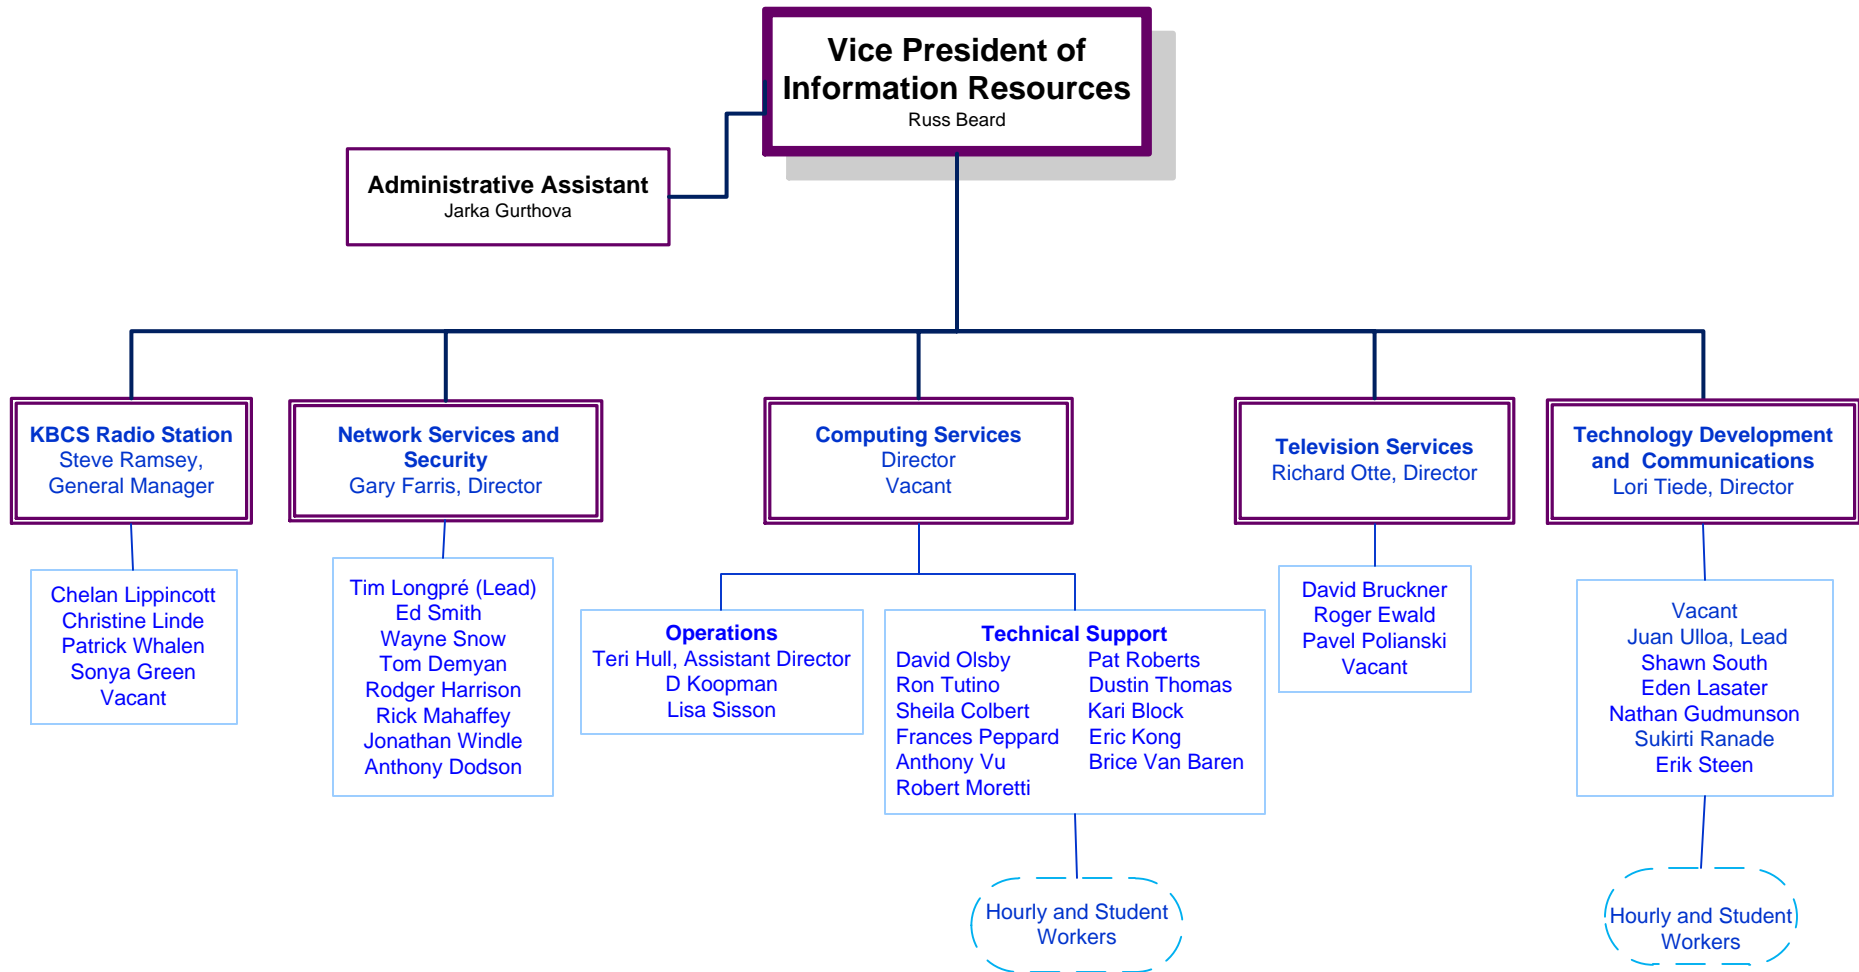 Vice President of
Information Resources
Russ Beard
Administrative Assistant
Jarka Gurthova
KBCS Radio Station
Steve Ramsey,
General Manager
Network Services and
Security
Gary Farris, Director
Computing Services
Director
Vacant
Television Services
Richard Otte, Director
Technology Development
and Communications
Lori Tiede, Director
Chelan Lippincott
Christine Linde
Patrick Whalen
Sonya Green
Vacant
Tim Longpré (Lead)
Ed Smith
Wayne Snow
Tom Demyan
Rodger Harrison
Rick Mahaffey
Jonathan Windle
Anthony Dodson
Operations
Teri Hull, Assistant Director
D Koopman
Lisa Sisson
Technical Support
David Olsby
Ron Tutino
Sheila Colbert
Frances Peppard
Anthony Vu
Robert Moretti
Pat Roberts
Dustin Thomas
Kari Block
Eric Kong
Brice Van Baren
David Bruckner
Roger Ewald
Pavel Polianski
Vacant
Vacant
Juan Ulloa, Lead
Shawn South
Eden Lasater
Nathan Gudmunson
Sukirti Ranade
Erik Steen
Hourly and Student
Workers
Hourly and Student
Workers